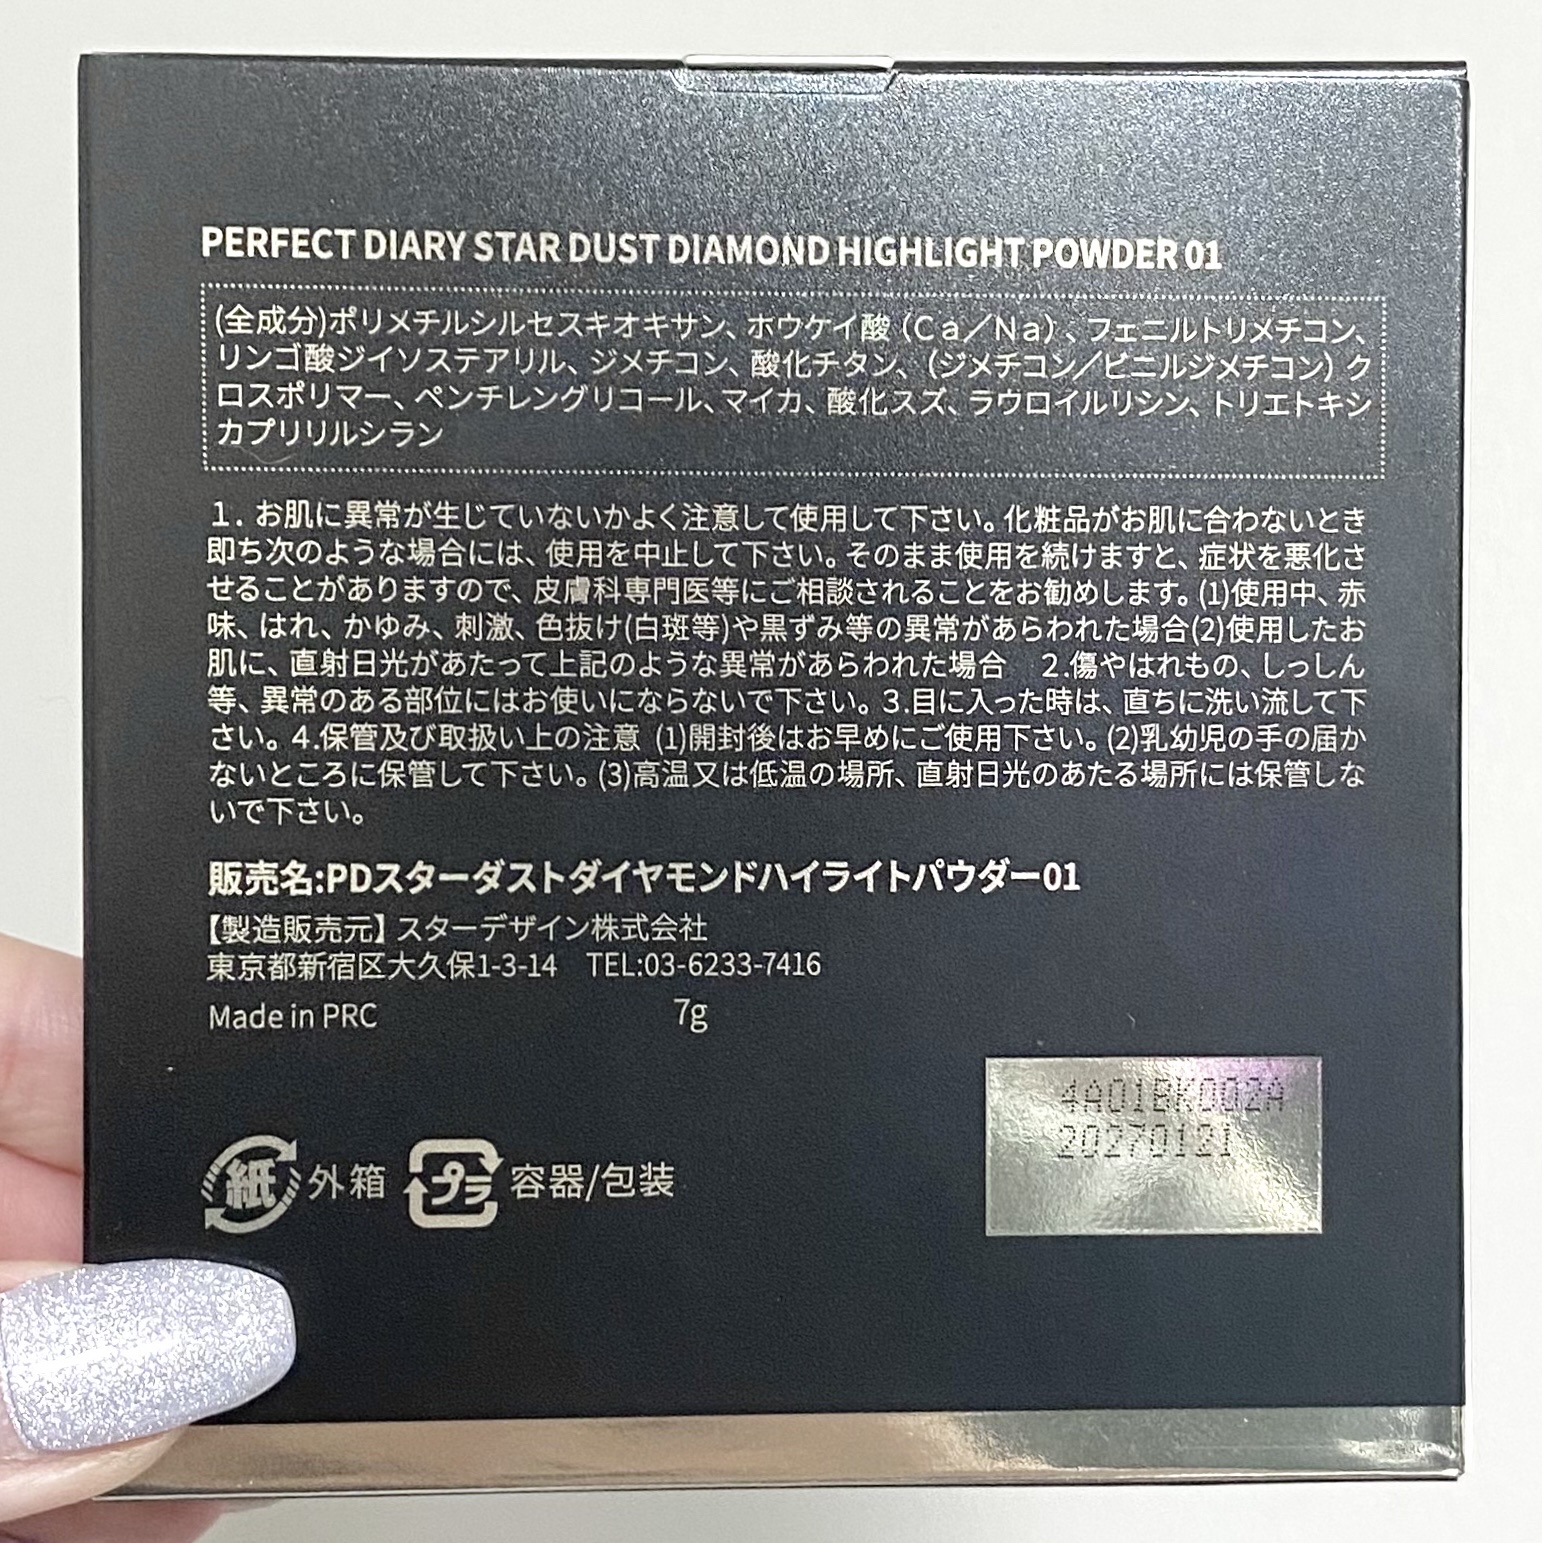 PERFECT DIARY STAR DUST DIAMOND HIGHLIGHT POWDER 01
(全成分)ポリメチルシルセスキオキサン、ホウケイ酸（Ｃａ／Ｎａ）、フェニルトリメチコン、
リンゴ酸ジイソステアリル、ジメチコン、酸化チタン、（ジメチコン／ビニルジメチコン）ク
ロスポリマー、ペンチレングリコール、マイカ、酸化スズ、ラウロイルリシン、トリエトキシ
カプリリルシラン
１. お肌に異常が生じていないかよく注意して使用して下さい。化粧品がお肌に合わないとき
即ち次のような場合には、使用を中止して下さい。そのまま使用を続けますと、症状を悪化さ
せることがありますので、皮膚科専門医等にご相談されることをお勧めします。(1)使用中、赤
味、はれ、かゆみ、刺激、色抜け(白斑等)や黒ずみ等の異常があらわれた場合(2)使用したお
肌に、直射日光があたって上記のような異常があらわれた場合　２.傷やはれもの、しっしん
等、異常のある部位にはお使いにならないで下さい。３.目に入った時は、直ちに洗い流して下
さい。４.保管及び取扱い上の注意 (1)開封後はお早めにご使用下さい。(2)乳幼児の手の届か
ないところに保管して下さい。(3)高温又は低温の場所、直射日光のあたる場所には保管しな
いで下さい。
販売名:PDスターダストダイヤモンドハイライトパウダー01
【製造販売元】スターデザイン株式会社
東京都新宿区大久保1-3-14　TEL:03-6233-7416
Made in PRC　7g
4A01BK002A
20270121
紙 外箱 プラ 容器/包装